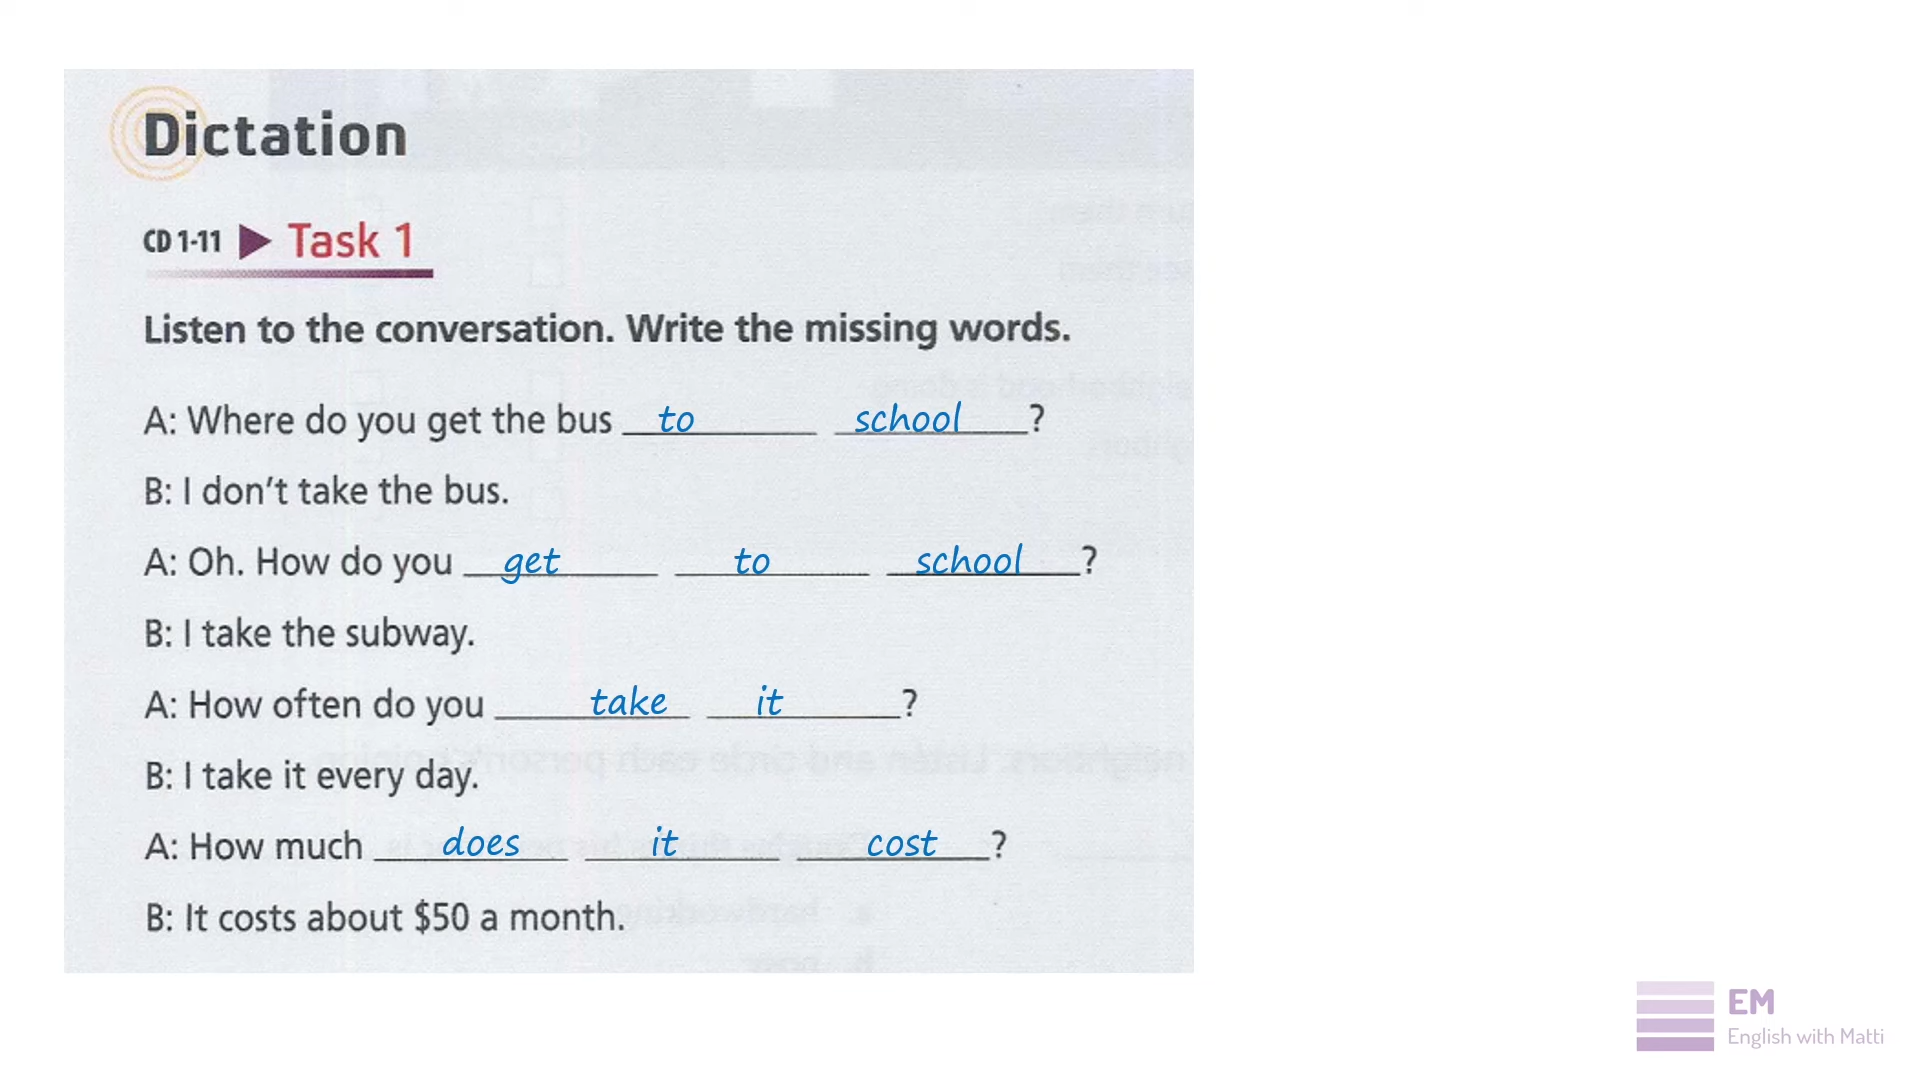 Dictation
CD 1-11 ▶ Task 1
Listen to the conversation. Write the missing words.
A: Where do you get the bus to school?
B: I don't take the bus.
A: Oh. How do you get to school?
B: I take the subway.
A: How often do you take it?
B: I take it every day.
A: How much does it cost?
B: It costs about $50 a month.
EM
English with Matti